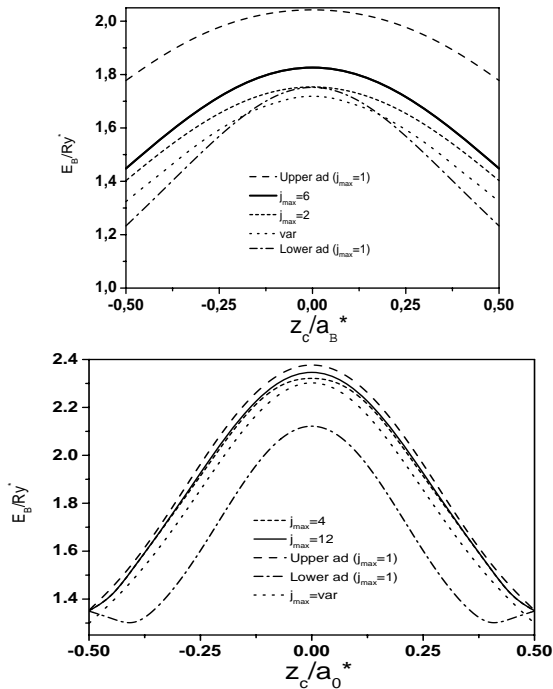 2,0
1,8
1,6
1,4
1,2
1,0
E_B/Ry*
Upper ad (j_max=1)
j_max=6
j_max=2
var
Lower ad (j_max=1)
-0,50 -0,25 0,00 0,25 0,50
z_c/a_B*
2.4
2.2
2.0
1.8
1.6
1.4
E_B/Ry*
j_max=4
j_max=12
Upper ad (j_max=1)
Lower ad (j_max=1)
j_max=var
-0.50 -0.25 0.00 0.25 0.50
z_c/a_0*